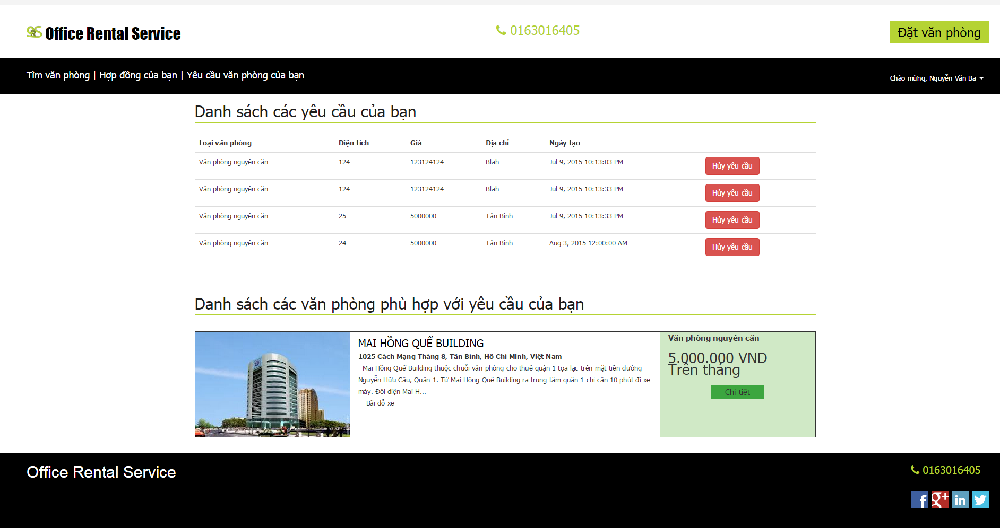 Office Rental Service
0163016405
Đặt văn phòng
Tìm văn phòng | Hợp đồng của bạn | Yêu cầu văn phòng của bạn
Chào mừng, Nguyễn Văn Ba
Danh sách các yêu cầu của bạn
Loại văn phòng Diện tích Giá Địa chỉ Ngày tạo
Văn phòng nguyên căn 124 123124124 Blah Jul 9, 2015 10:13:03 PM Hủy yêu cầu
Văn phòng nguyên căn 124 123124124 Blah Jul 9, 2015 10:13:33 PM Hủy yêu cầu
Văn phòng nguyên căn 25 5000000 Tân Bình Jul 9, 2015 10:13:33 PM Hủy yêu cầu
Văn phòng nguyên căn 24 5000000 Tân Bình Aug 3, 2015 12:00:00 AM Hủy yêu cầu
Danh sách các văn phòng phù hợp với yêu cầu của bạn
MAI HỒNG QUẾ BUILDING
1025 Cách Mạng Tháng 8, Tân Bình, Hồ Chí Minh, Việt Nam
- Mai Hồng Quế Building thuộc chuỗi văn phòng cho thuê quận 1 tọa lạc trên mặt tiền đường
Nguyễn Hữu Cầu, Quận 1. Từ Mai Hồng Quế Building ra trung tâm quận 1 chỉ cần 10 phút đi xe
máy. Đối diện Mai H...
Bãi đỗ xe
Văn phòng nguyên căn
5.000.000 VND
Trên tháng
Chi tiết
Office Rental Service
0163016405
f g+ in